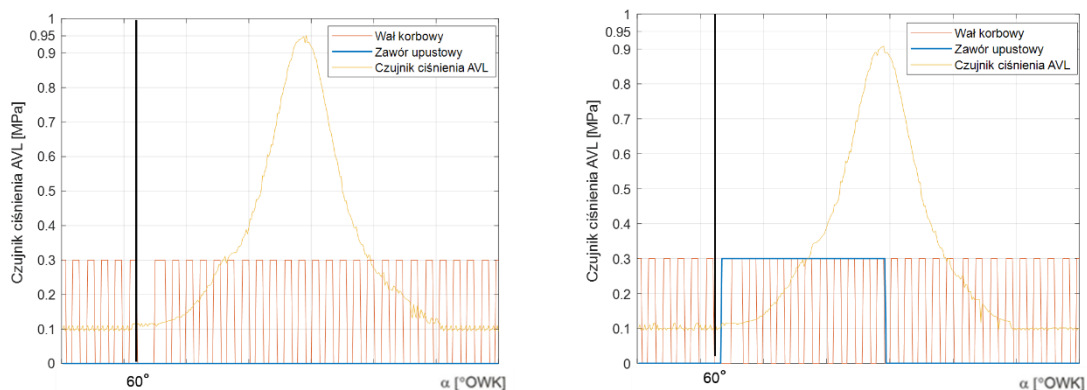 Czujnik ciśnienia AVL [MPa]
1
0.95
0.9
0.8
0.7
0.6
0.5
0.4
0.3
0.2
0.1
0
Wał korbowy
Zawór upustowy
Czujnik ciśnienia AVL
60°
α [°OWK]
Czujnik ciśnienia AVL [MPa]
1
0.9
0.8
0.7
0.6
0.5
0.4
0.3
0.2
0.1
0
Wał korbowy
Zawór upustowy
Czujnik ciśnienia AVL
60°
α [°OWK]